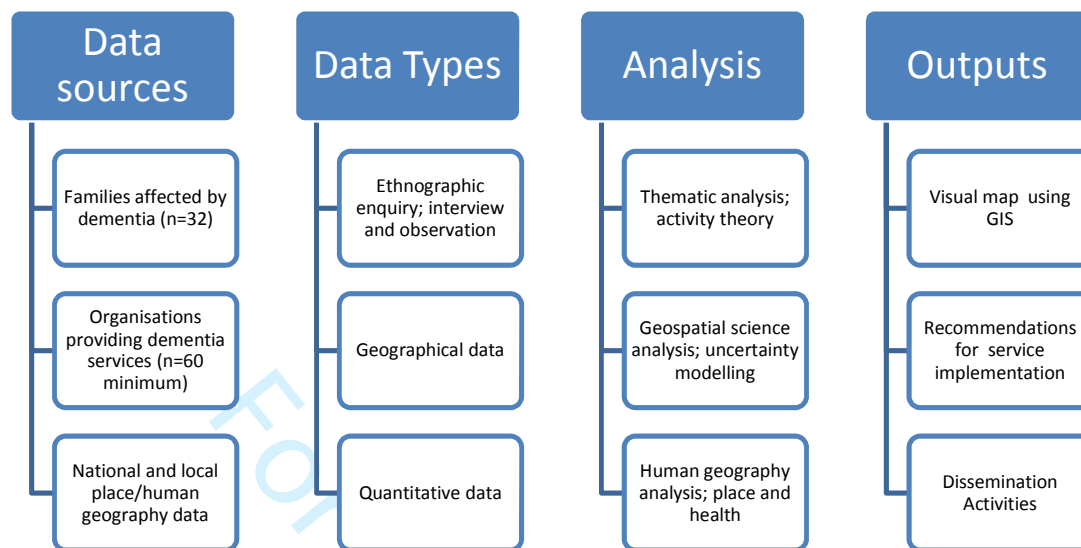 Data
sources
Families affected by
dementia (n=32)
Organisations
providing dementia
services (n=60
minimum)
National and local
place/human
geography data
Data Types
Ethnographic
enquiry; interview
and observation
Geographical data
Quantitative data
Analysis
Thematic analysis;
activity theory
Geospatial science
analysis; uncertainty
modelling
Human geography
analysis; place and
health
Outputs
Visual map using
GIS
Recommendations
for service
implementation
Dissemination
Activities
For